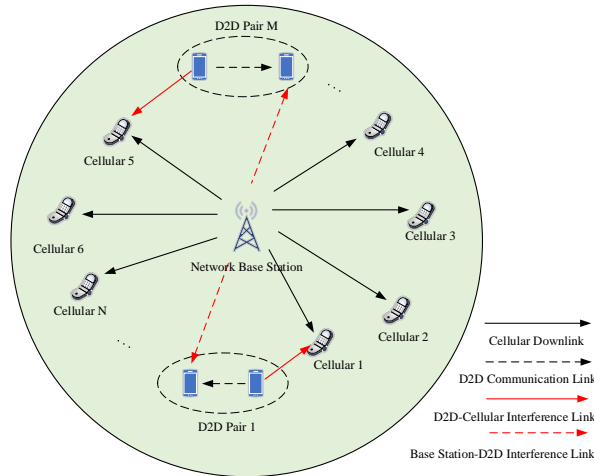 D2D Pair M
...
Cellular 5
Cellular 4
Cellular 6
Cellular 3
Network Base Station
Cellular N
Cellular 2
...
Cellular 1
D2D Pair 1
Cellular Downlink
D2D Communication Link
D2D-Cellular Interference Link
Base Station-D2D Interference Link